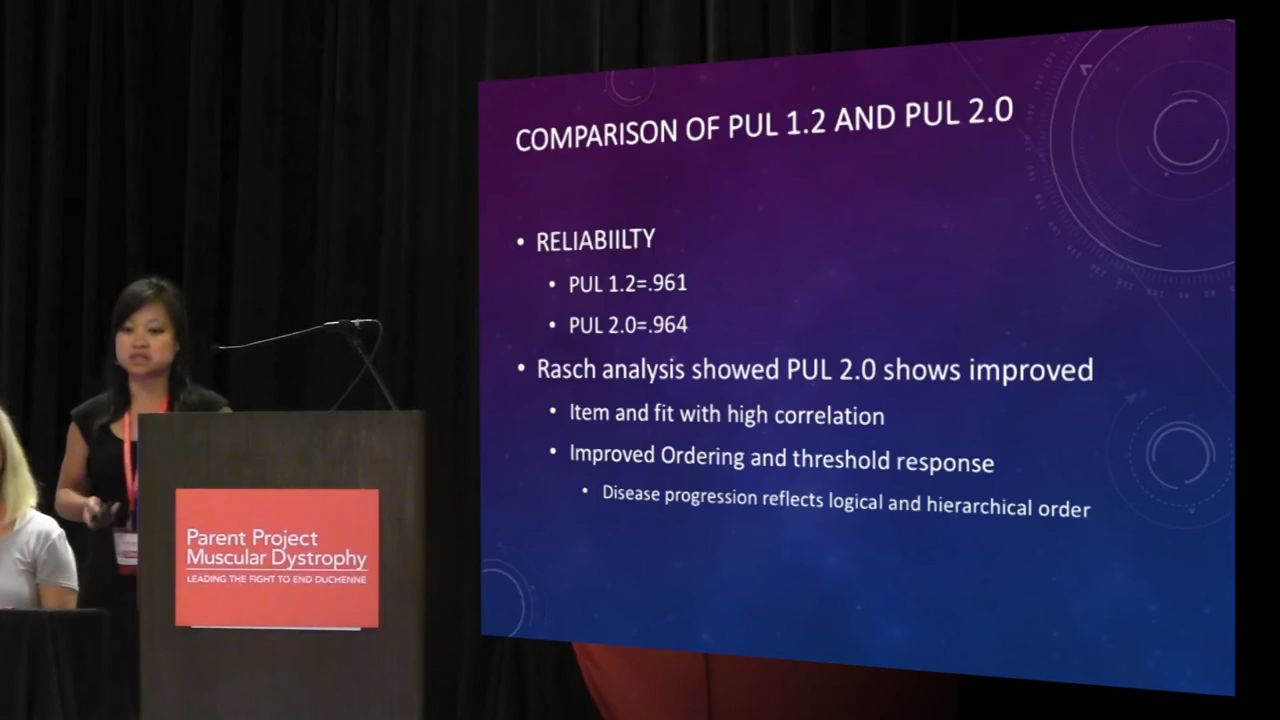 COMPARISON OF PUL 1.2 AND PUL 2.0
• RELIABIILTY
• PUL 1.2=.961
• PUL 2.0=.964
• Rasch analysis showed PUL 2.0 shows improved
• Item and fit with high correlation
• Improved Ordering and threshold response
• Disease progression reflects logical and hierarchical order
Parent Project
Muscular Dystrophy
LEADING THE FIGHT TO END DUCHENNE